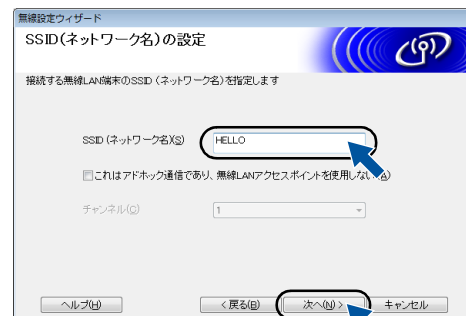 無線設定ウィザード
SSID(ネットワーク名)の設定
接続する無線LAN端末のSSID（ネットワーク名）を指定します
SSID（ネットワーク名)(S)
HELLO
これはアドホック通信であり、無線LANアクセスポイントを使用しない(A)
チャンネル(C)
1
ヘルプ(H)
< 戻る(B)
次へ(N) >
キャンセル